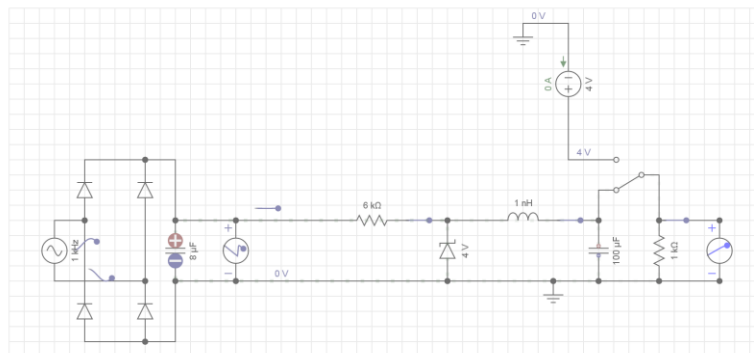 0 V
0 A
4 V
4 V
6 kΩ
1 nH
1 kHz
8 µF
0 V
4 V
100 µF
1 kΩ